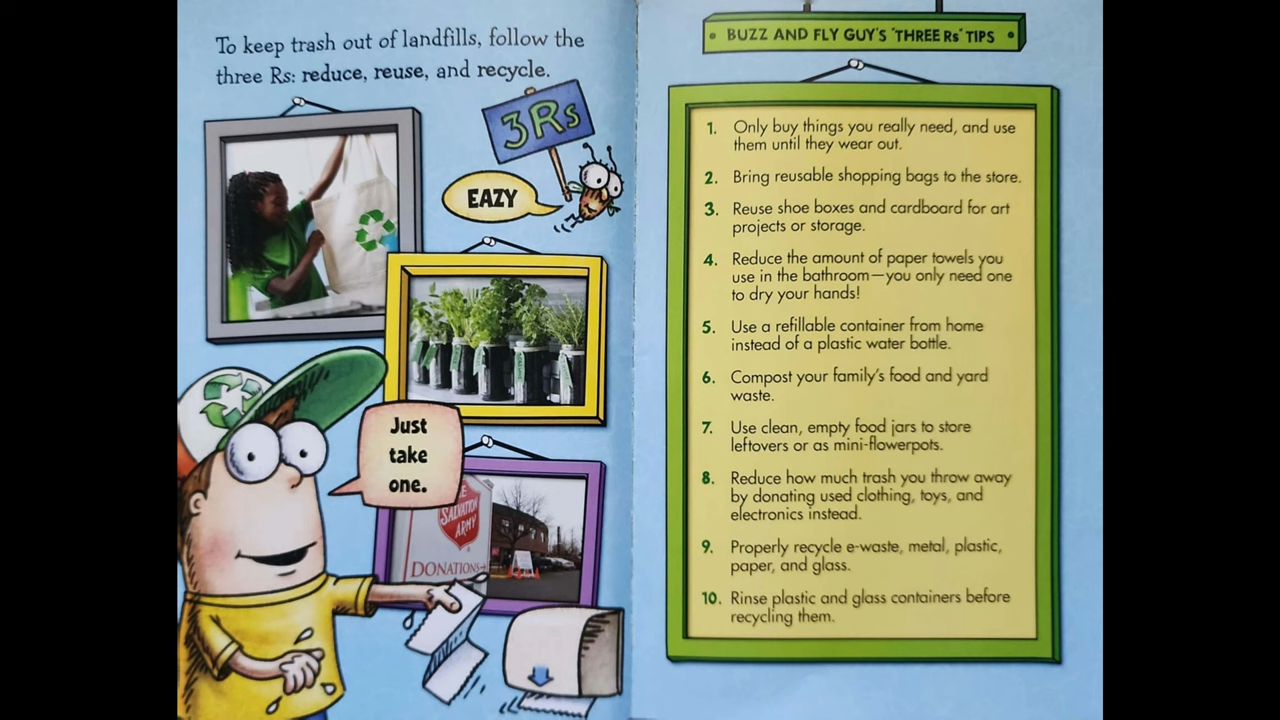 To keep trash out of landfills, follow the
three Rs: reduce, reuse, and recycle.
3Rs
EAZY
Just
take
one.
SALVATION
ARMY
DONATIONS
BUZZ AND FLY GUY'S "THREE Rs" TIPS
1. Only buy things you really need, and use
them until they wear out.
2. Bring reusable shopping bags to the store.
3. Reuse shoe boxes and cardboard for art
projects or storage.
4. Reduce the amount of paper towels you
use in the bathroom—you only need one
to dry your hands!
5. Use a refillable container from home
instead of a plastic water bottle.
6. Compost your family's food and yard
waste.
7. Use clean, empty food jars to store
leftovers or as mini-flowerpots.
8. Reduce how much trash you throw away
by donating used clothing, toys, and
electronics instead.
9. Properly recycle e-waste, metal, plastic,
paper, and glass.
10. Rinse plastic and glass containers before
recycling them.